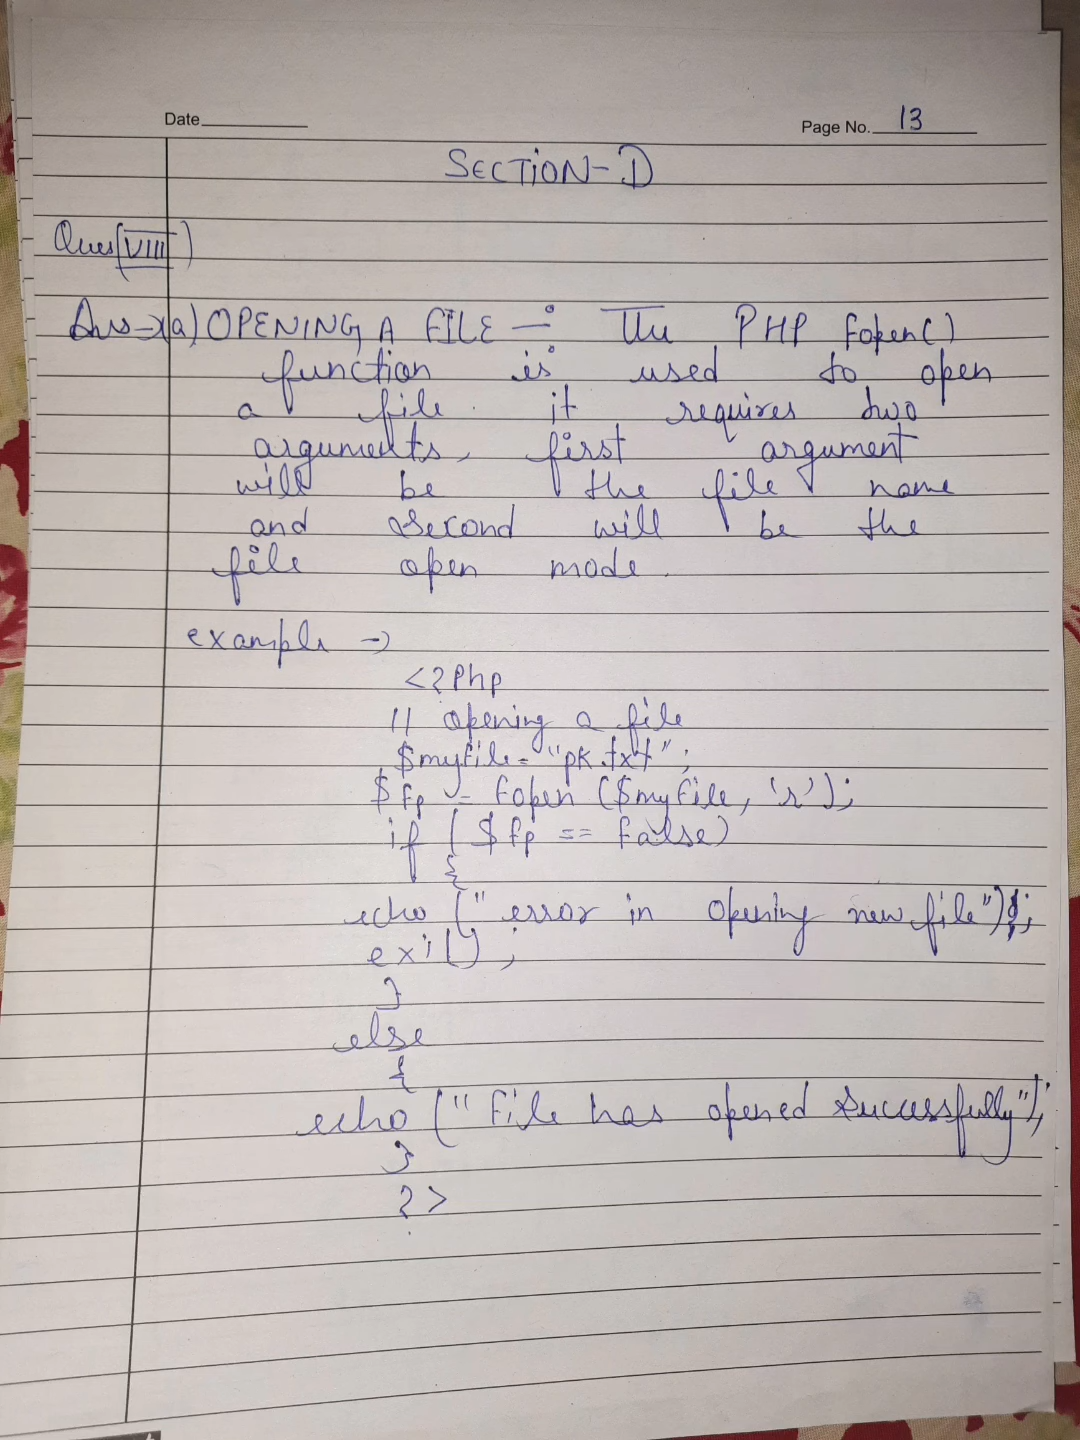 Date
Page No. 13
SECTION-D
Ques(VIII)
Ans→(a) OPENING A FILE —: The PHP fopen()
function is used to open
a file. it requires two
arguments, first argument
will be the file name
and second will be the
file open mode.
example →
<?Php
// opening a file
$myfile = "pk.txt";
$fp = fopen ($myfile, 'r');
if ($fp == false)
{
echo ("error in opening new file");
exit();
}
else
{
echo ("file has opened successfully");
}
?>